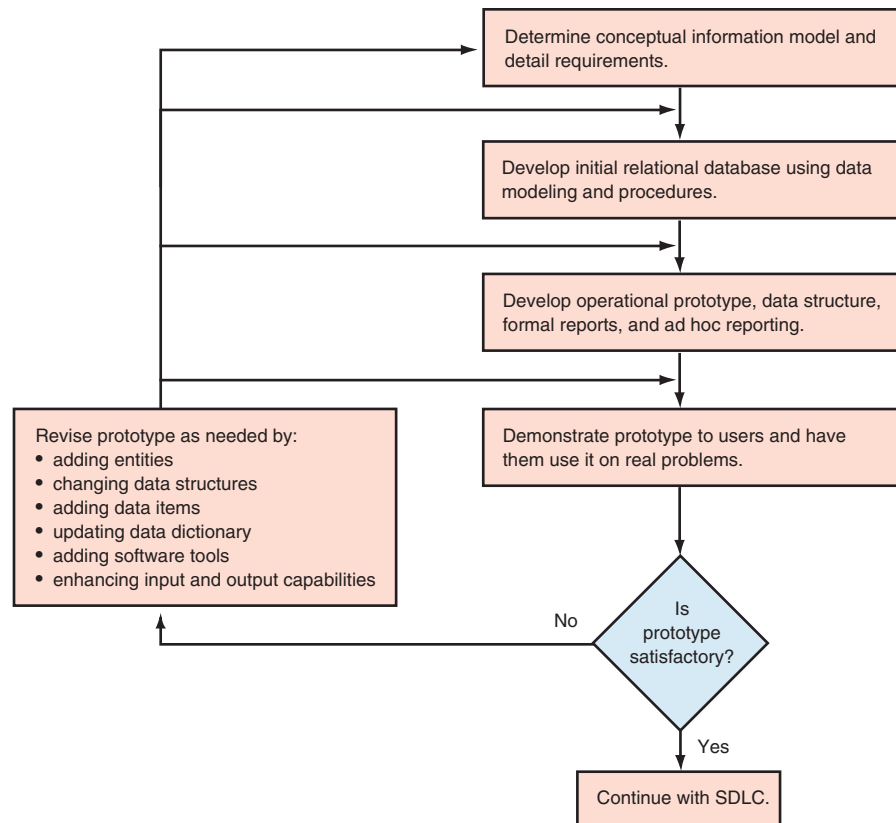 Determine conceptual information model and
detail requirements.
Develop initial relational database using data
modeling and procedures.
Develop operational prototype, data structure,
formal reports, and ad hoc reporting.
Revise prototype as needed by:
• adding entities
• changing data structures
• adding data items
• updating data dictionary
• adding software tools
• enhancing input and output capabilities
Demonstrate prototype to users and have
them use it on real problems.
Is
prototype
satisfactory?
No
Yes
Continue with SDLC.